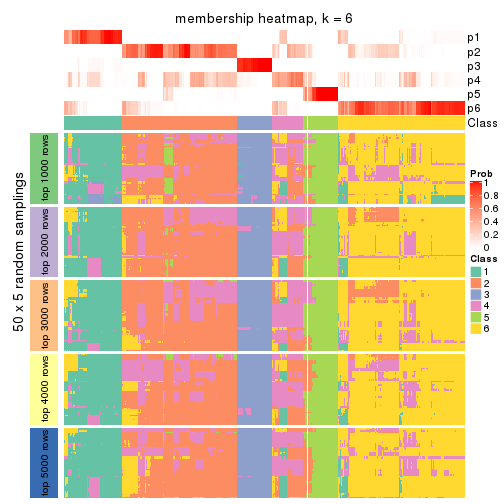 membership heatmap, k = 6
p1
p2
p3
p4
p5
p6
Class
50 x 5 random samplings
top 1000 rows
top 2000 rows
top 3000 rows
top 4000 rows
top 5000 rows
Prob
1
0.8
0.6
0.4
0.2
0
Class
1
2
3
4
5
6